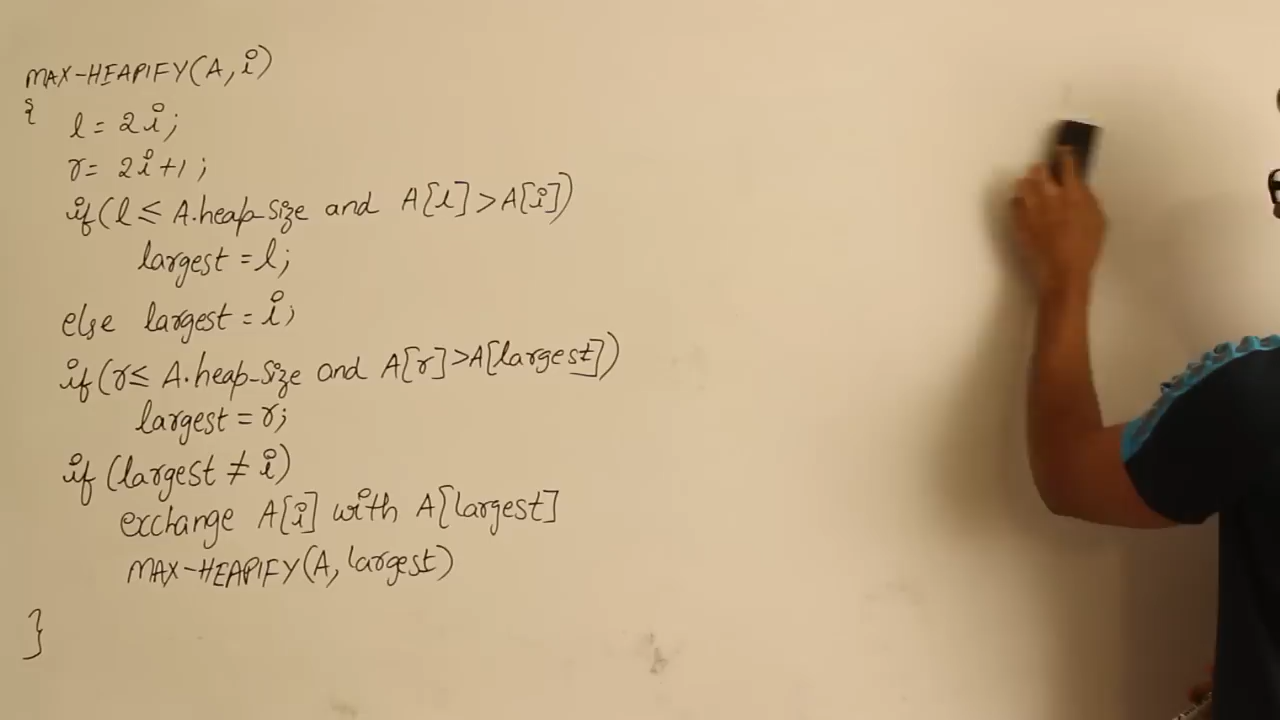 MAX-HEAPIFY(A, i)
{
l = 2i;
r = 2i+1;
if(l ≤ A.heap-size and A[l] > A[i])
largest = l;
else largest = i;
if(r ≤ A.heap-size and A[r] > A[largest])
largest = r;
if (largest ≠ i)
exchange A[i] with A[largest]
MAX-HEAPIFY(A, largest)
}